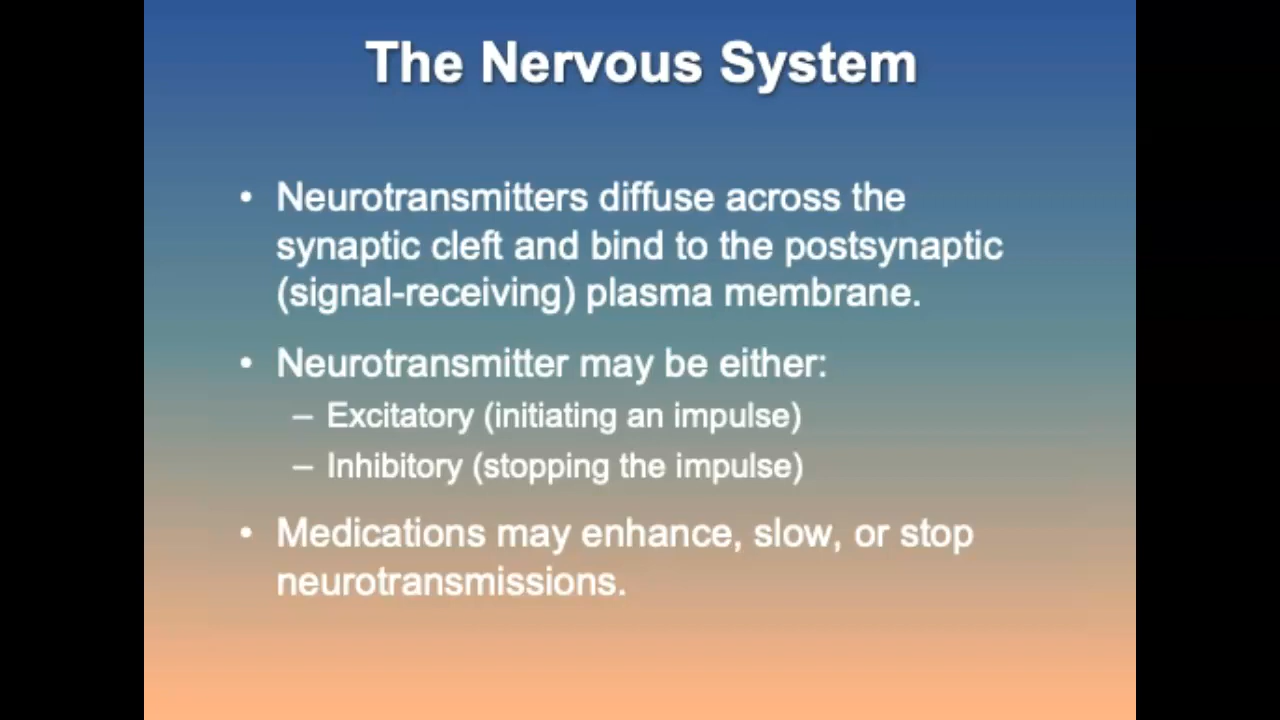 The Nervous System
• Neurotransmitters diffuse across the
synaptic cleft and bind to the postsynaptic
(signal-receiving) plasma membrane.
• Neurotransmitter may be either:
– Excitatory (initiating an impulse)
– Inhibitory (stopping the impulse)
• Medications may enhance, slow, or stop
neurotransmissions.